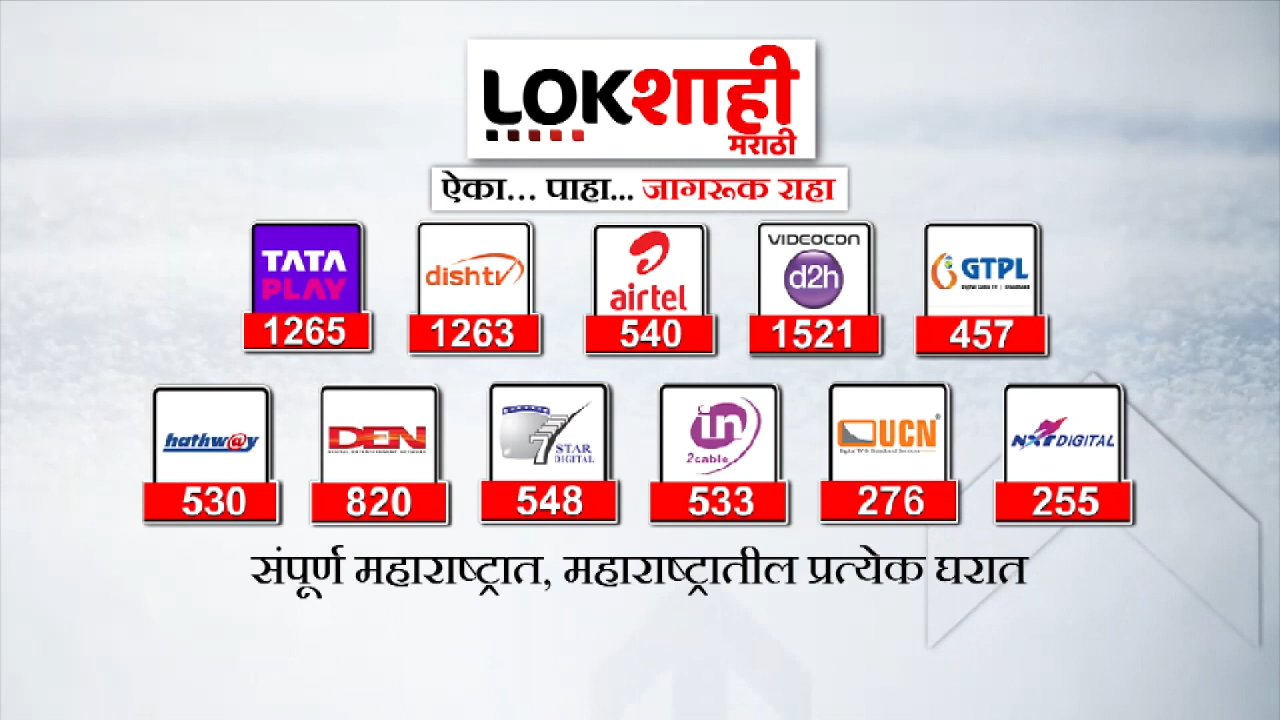 LOKशाही
मराठी
ऐका... पाहा... जागरूक राहा
TATA PLAY
dishtv
airtel
VIDEOCON d2h
GTPL
1265
1263
540
1521
457
hathw@y
DEN
7 STAR DIGITAL
in 2cable
UCN
NXT DIGITAL
530
820
548
533
276
255
संपूर्ण महाराष्ट्रात, महाराष्ट्रातील प्रत्येक घरात